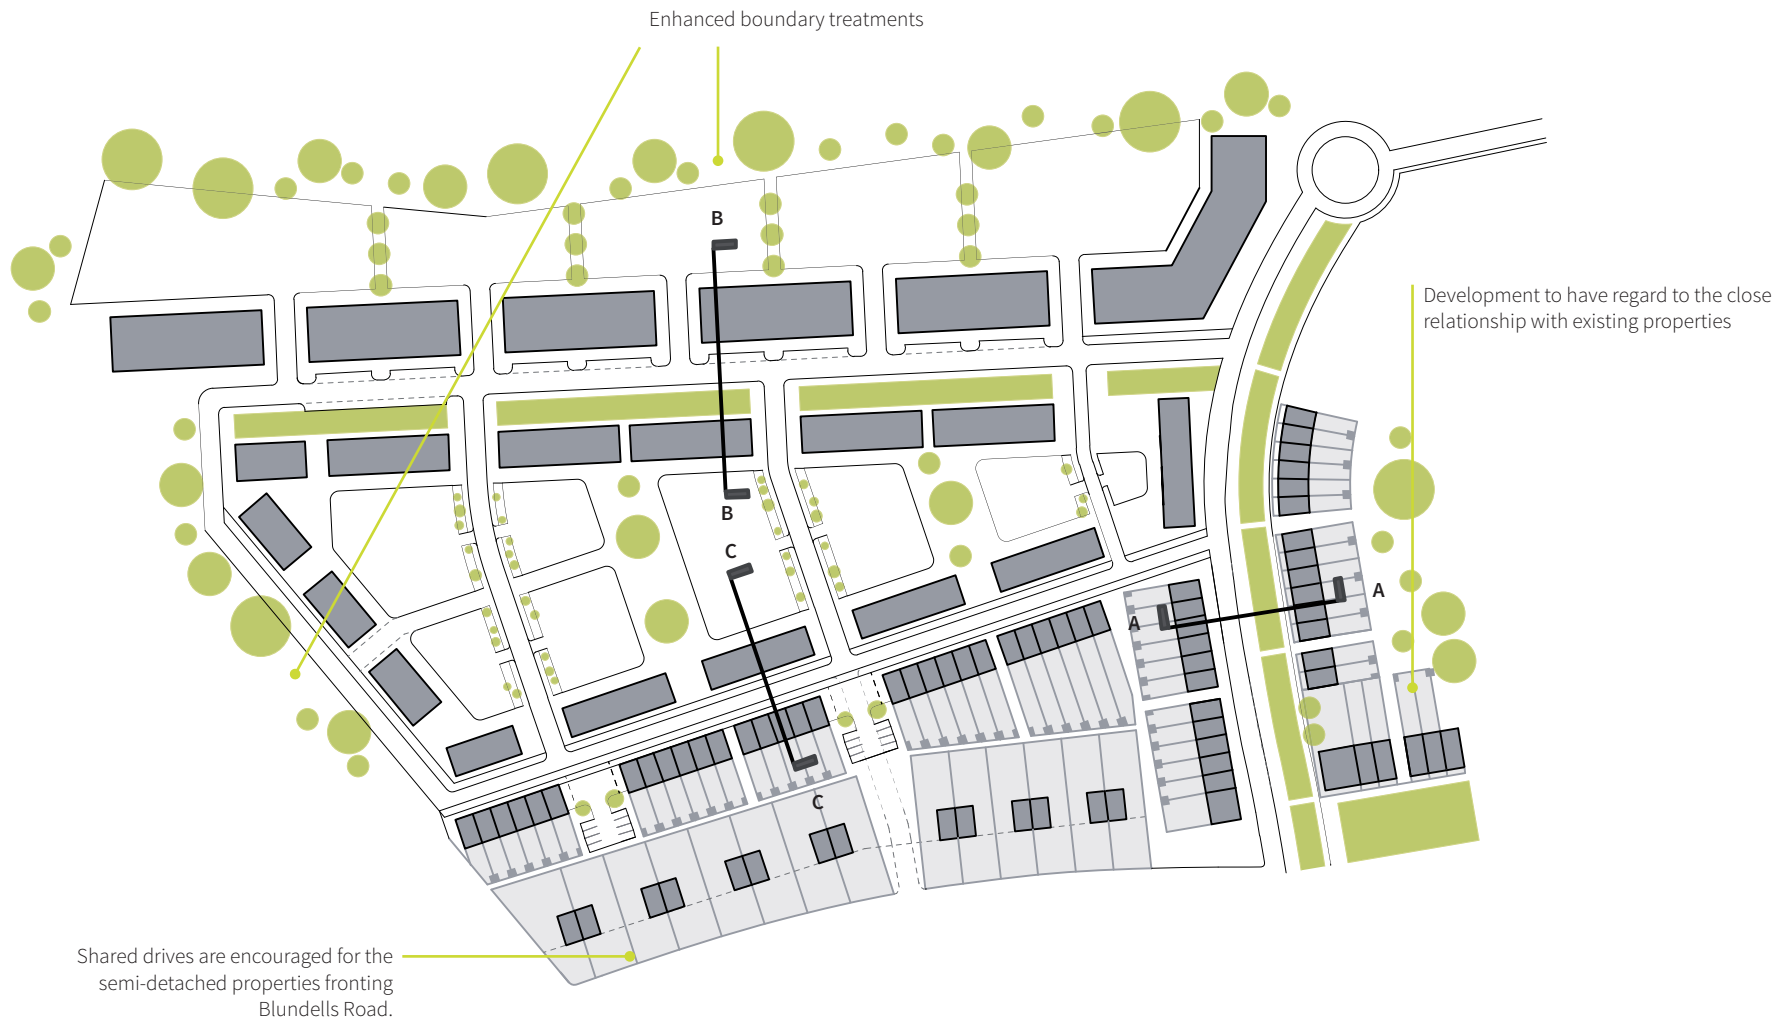 Enhanced boundary treatments
B
Development to have regard to the close
relationship with existing properties
B
C
A
A
C
Shared drives are encouraged for the
semi-detached properties fronting
Blundells Road.